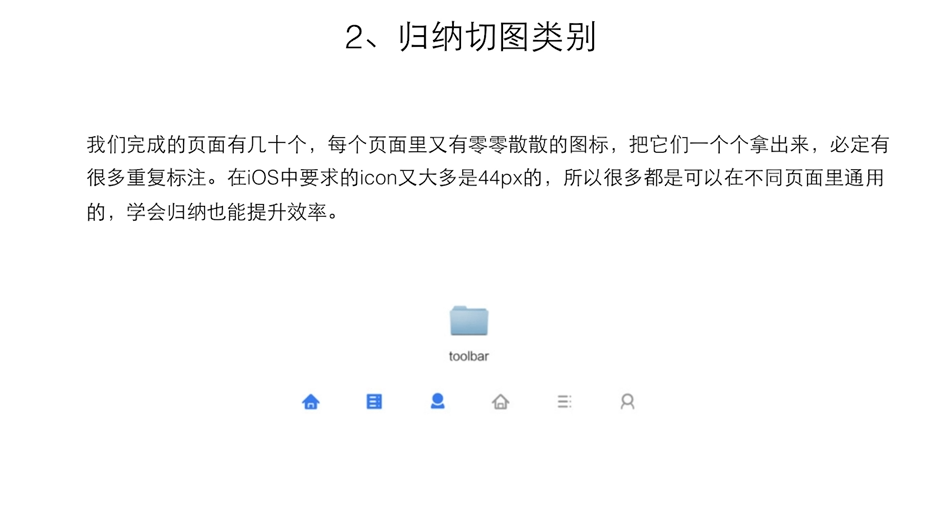 2、归纳切图类别
我们完成的页面有几十个，每个页面里又有零零散散的图标，把它们一个个拿出来，必定有
很多重复标注。在iOS中要求的icon又大多是44px的，所以很多都是可以在不同页面里通用
的，学会归纳也能提升效率。
toolbar